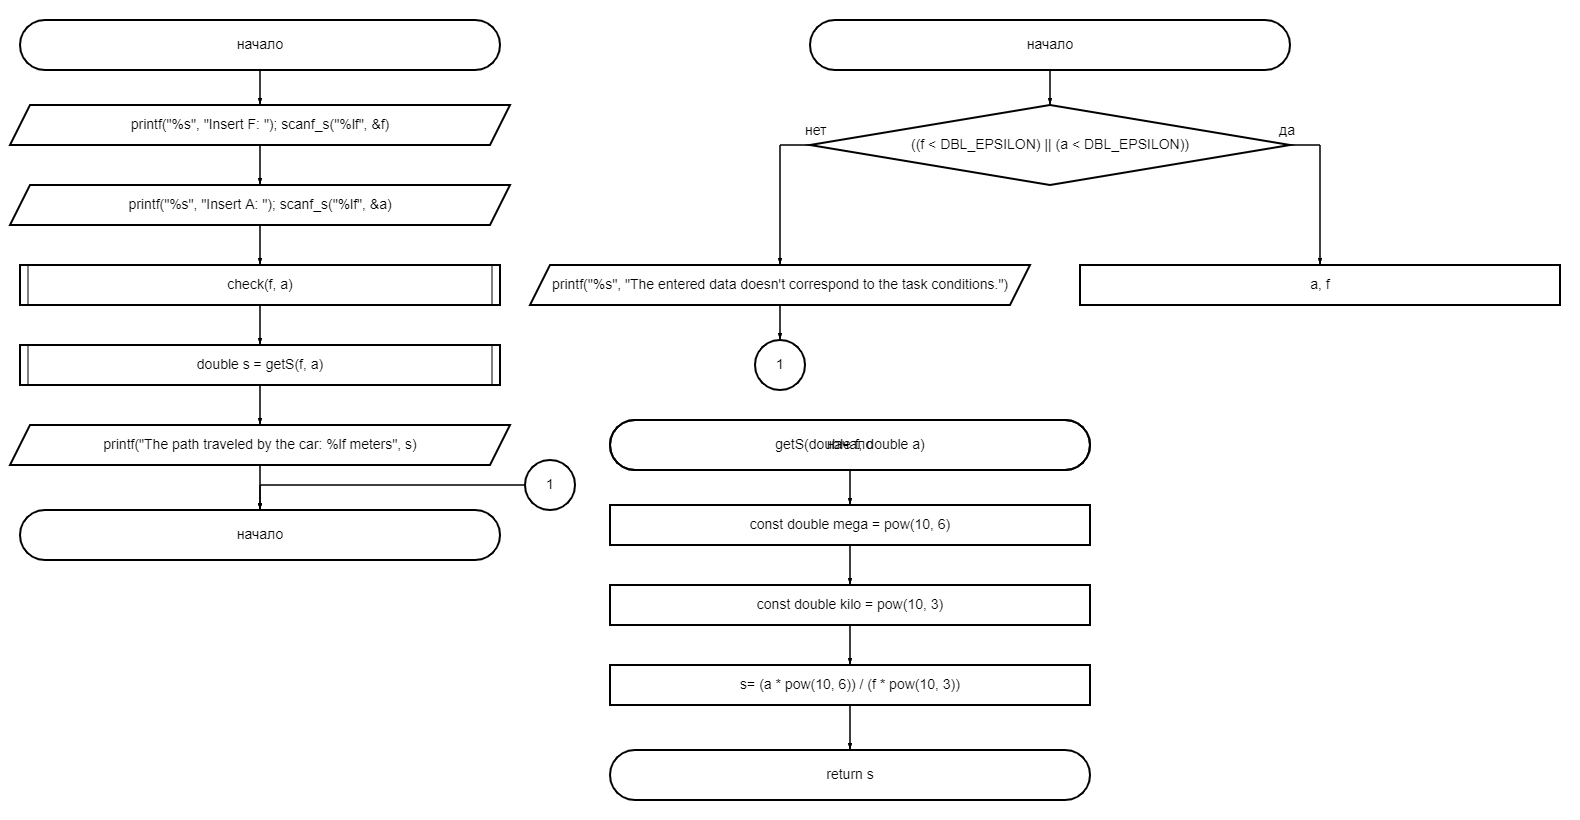 начало
printf("%s", "Insert F: "); scanf_s("%lf", &f)
printf("%s", "Insert A: "); scanf_s("%lf", &a)
check(f, a)
double s = getS(f, a)
printf("The path traveled by the car: %lf meters", s)
1
начало
начало
((f < DBL_EPSILON) || (a < DBL_EPSILON))
нет
да
printf("%s", "The entered data doesn't correspond to the task conditions.")
a, f
1
getS(double f, double a)
начало
const double mega = pow(10, 6)
const double kilo = pow(10, 3)
s= (a * pow(10, 6)) / (f * pow(10, 3))
return s